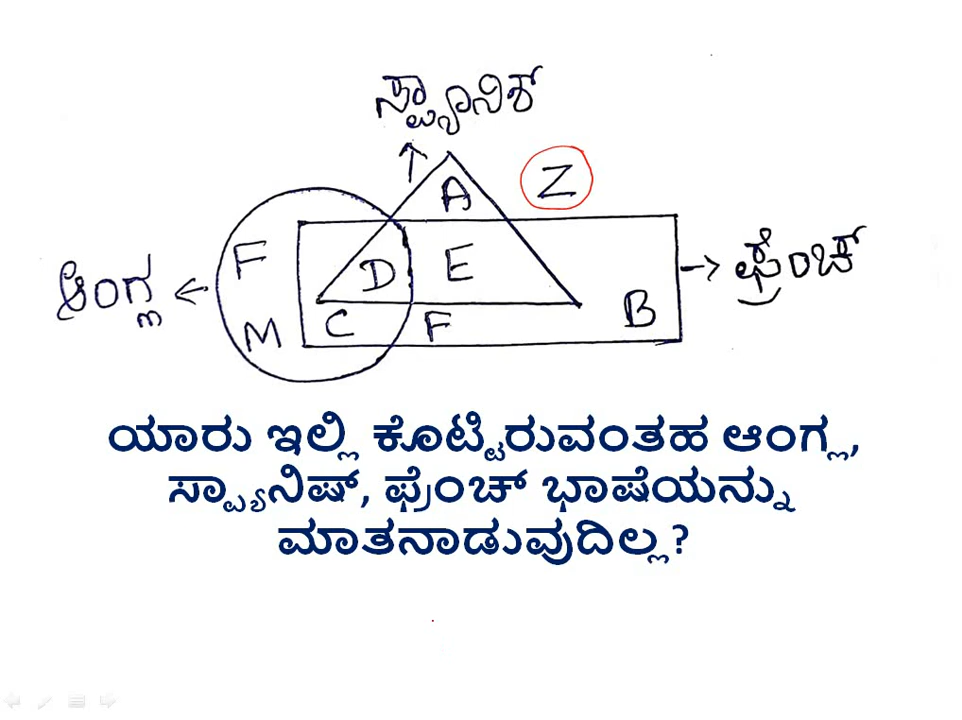 ಸ್ಪ್ಯಾನಿಶ್
A
Z
F
D
E
ಫ್ರೆಂಚ್
ಆಂಗ್ಲ
M
C
F
B
ಯಾರು ಇಲ್ಲಿ ಕೊಟ್ಟಿರುವಂತಹ ಆಂಗ್ಲ,
ಸ್ಪ್ಯಾನಿಷ್, ಫ್ರೆಂಚ್ ಭಾಷೆಯನ್ನು
ಮಾತನಾಡುವುದಿಲ್ಲ?